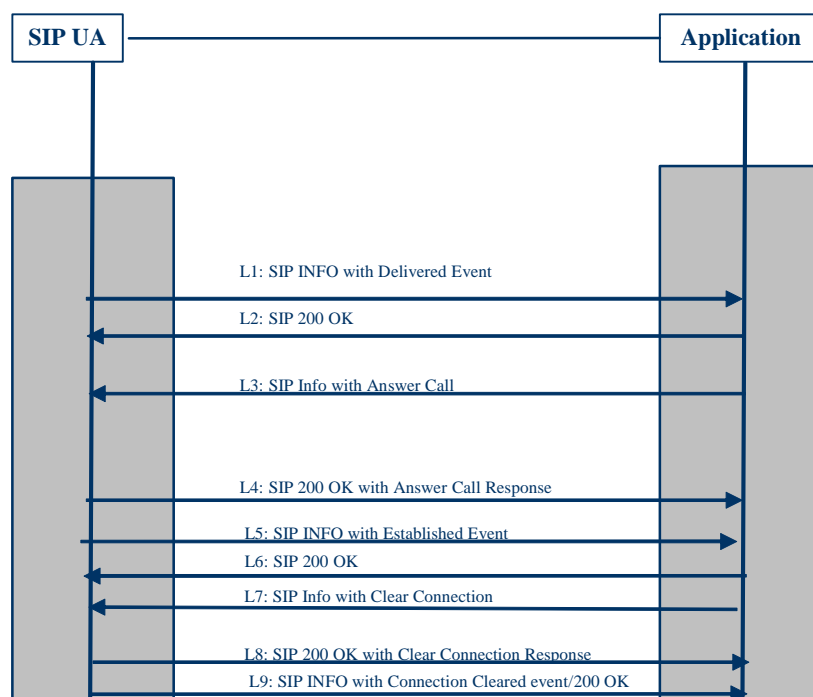 SIP UA
Application
L1: SIP INFO with Delivered Event
L2: SIP 200 OK
L3: SIP Info with Answer Call
L4: SIP 200 OK with Answer Call Response
L5: SIP INFO with Established Event
L6: SIP 200 OK
L7: SIP Info with Clear Connection
L8: SIP 200 OK with Clear Connection Response
L9: SIP INFO with Connection Cleared event/200 OK